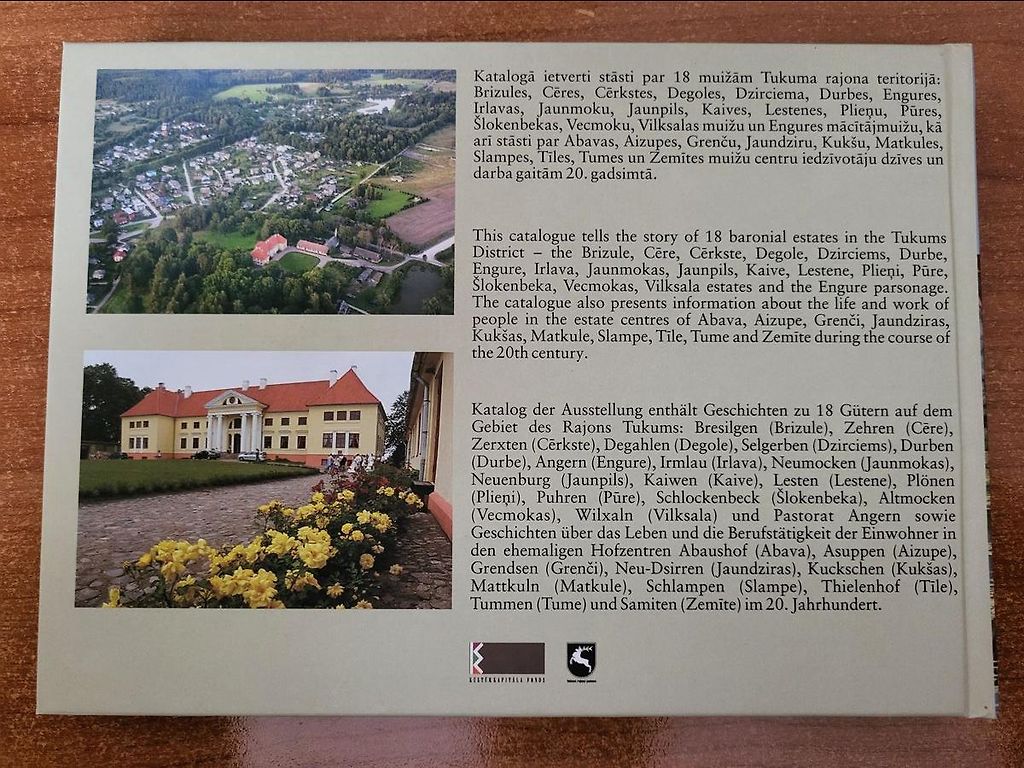 Katalogā ietverti stāsti par 18 muižām Tukuma rajona teritorijā:
Brizules, Cēres, Cērkstes, Degoles, Dzirciema, Durbes, Engures,
Irlavas, Jaunmoku, Jaunpils, Kaives, Lestenes, Plieņu, Pūres,
Šlokenbekas, Vecmoku, Vilksalas muižu un Engures mācītājmuižu, kā
arī stāsti par Abavas, Aizupes, Grenču, Jaundziru, Kukšu, Matkules,
Slampes, Tīles, Tumes un Zemītes muižu centru iedzīvotāju dzīves un
darba gaitām 20. gadsimtā.
This catalogue tells the story of 18 baronial estates in the Tukums
District – the Brizule, Cēre, Cērkste, Degole, Dzirciems, Durbe,
Engure, Irlava, Jaunmokas, Jaunpils, Kaive, Lestene, Plieņi, Pūre,
Šlokenbeka, Vecmokas, Vilksala estates and the Engure parsonage.
The catalogue also presents information about the life and work of
people in the estate centres of Abava, Aizupe, Grenči, Jaundziras,
Kukšas, Matkule, Slampe, Tīle, Tume and Zemīte during the course of
the 20th century.
Katalog der Ausstellung enthält Geschichten zu 18 Gütern auf dem
Gebiet des Rajons Tukums: Bresilgen (Brizule), Zehren (Cēre),
Zerxten (Cērkste), Degahlen (Degole), Selgerben (Dzirciems), Durben
(Durbe), Angern (Engure), Irmlau (Irlava), Neumocken (Jaunmokas),
Neuenburg (Jaunpils), Kaiwen (Kaive), Lesten (Lestene), Plönen
(Plieņi), Puhren (Pūre), Schlockenbeck (Šlokenbeka), Altmocken
(Vecmokas), Wilxaln (Vilksala) und Pastorat Angern sowie
Geschichten über das Leben und die Berufstätigkeit der Einwohner in
den ehemaligen Hofzentren Abaushof (Abava), Asuppen (Aizupe),
Grendsen (Grenči), Neu-Dsirren (Jaundziras), Kuckschen (Kukšas),
Mattkuln (Matkule), Schlampen (Slampe), Thielenhof (Tīle),
Tummen (Tume) und Samiten (Zemīte) im 20. Jahrhundert.
KULTŪRKAPITĀLA FONDS